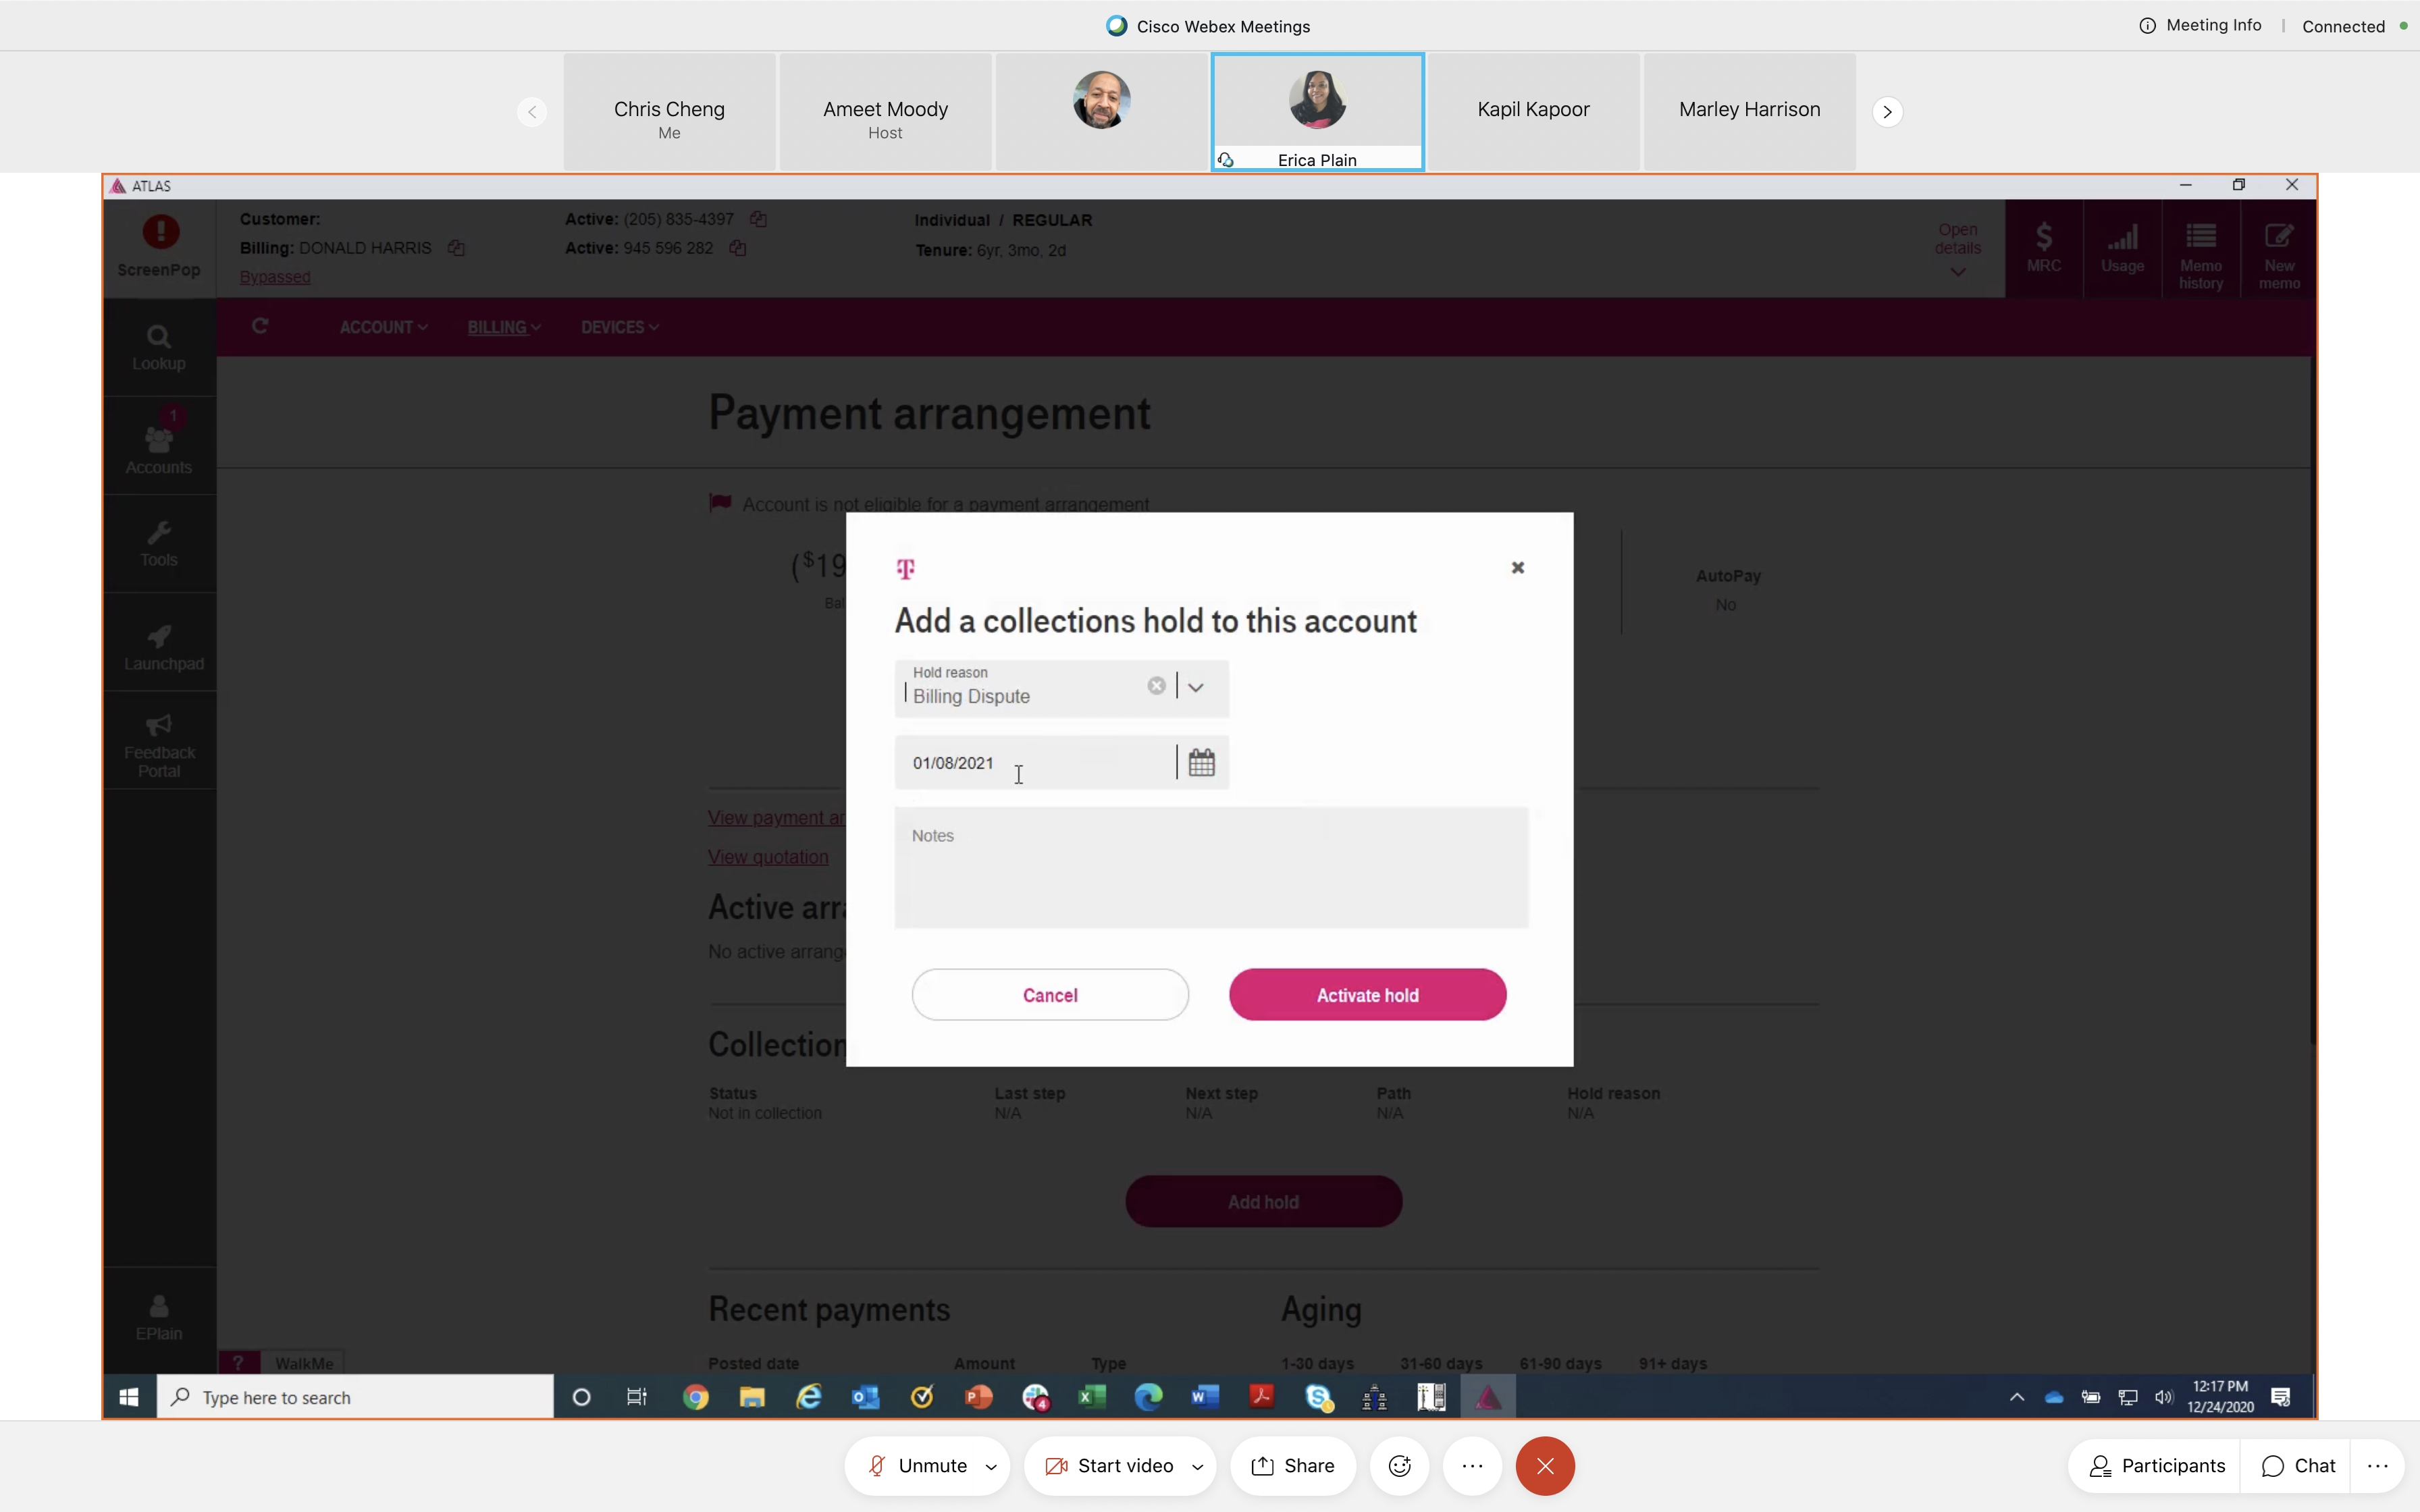 Cisco Webex Meetings
Meeting Info
Connected
Chris Cheng
Me
Ameet Moody
Host
Erica Plain
Kapil Kapoor
Marley Harrison
ATLAS
ScreenPop
Customer:
Billing: DONALD HARRIS
Bypassed
Active: (205) 835-4397
Active: 945 596 282
Individual / REGULAR
Tenure: 6yr, 3mo, 2d
Open details
MRC
Usage
Memo history
New memo
ACCOUNT
BILLING
DEVICES
Lookup
1
Accounts
Tools
Launchpad
Feedback Portal
EPlain
Payment arrangement
Account is not eligible for a payment arrangement
($19
Bal
AutoPay
No
T
Add a collections hold to this account
Hold reason
Billing Dispute
01/08/2021
Notes
Cancel
Activate hold
View payment ar
View quotation
Active arr
No active arrang
Collection
Status
Not in collection
Last step
N/A
Next step
N/A
Path
N/A
Hold reason
N/A
Add hold
Recent payments
Aging
Posted date
Amount
Type
1-30 days
31-60 days
61-90 days
91+ days
? WalkMe
Type here to search
4
12:17 PM
12/24/2020
Unmute
Start video
Share
Participants
Chat